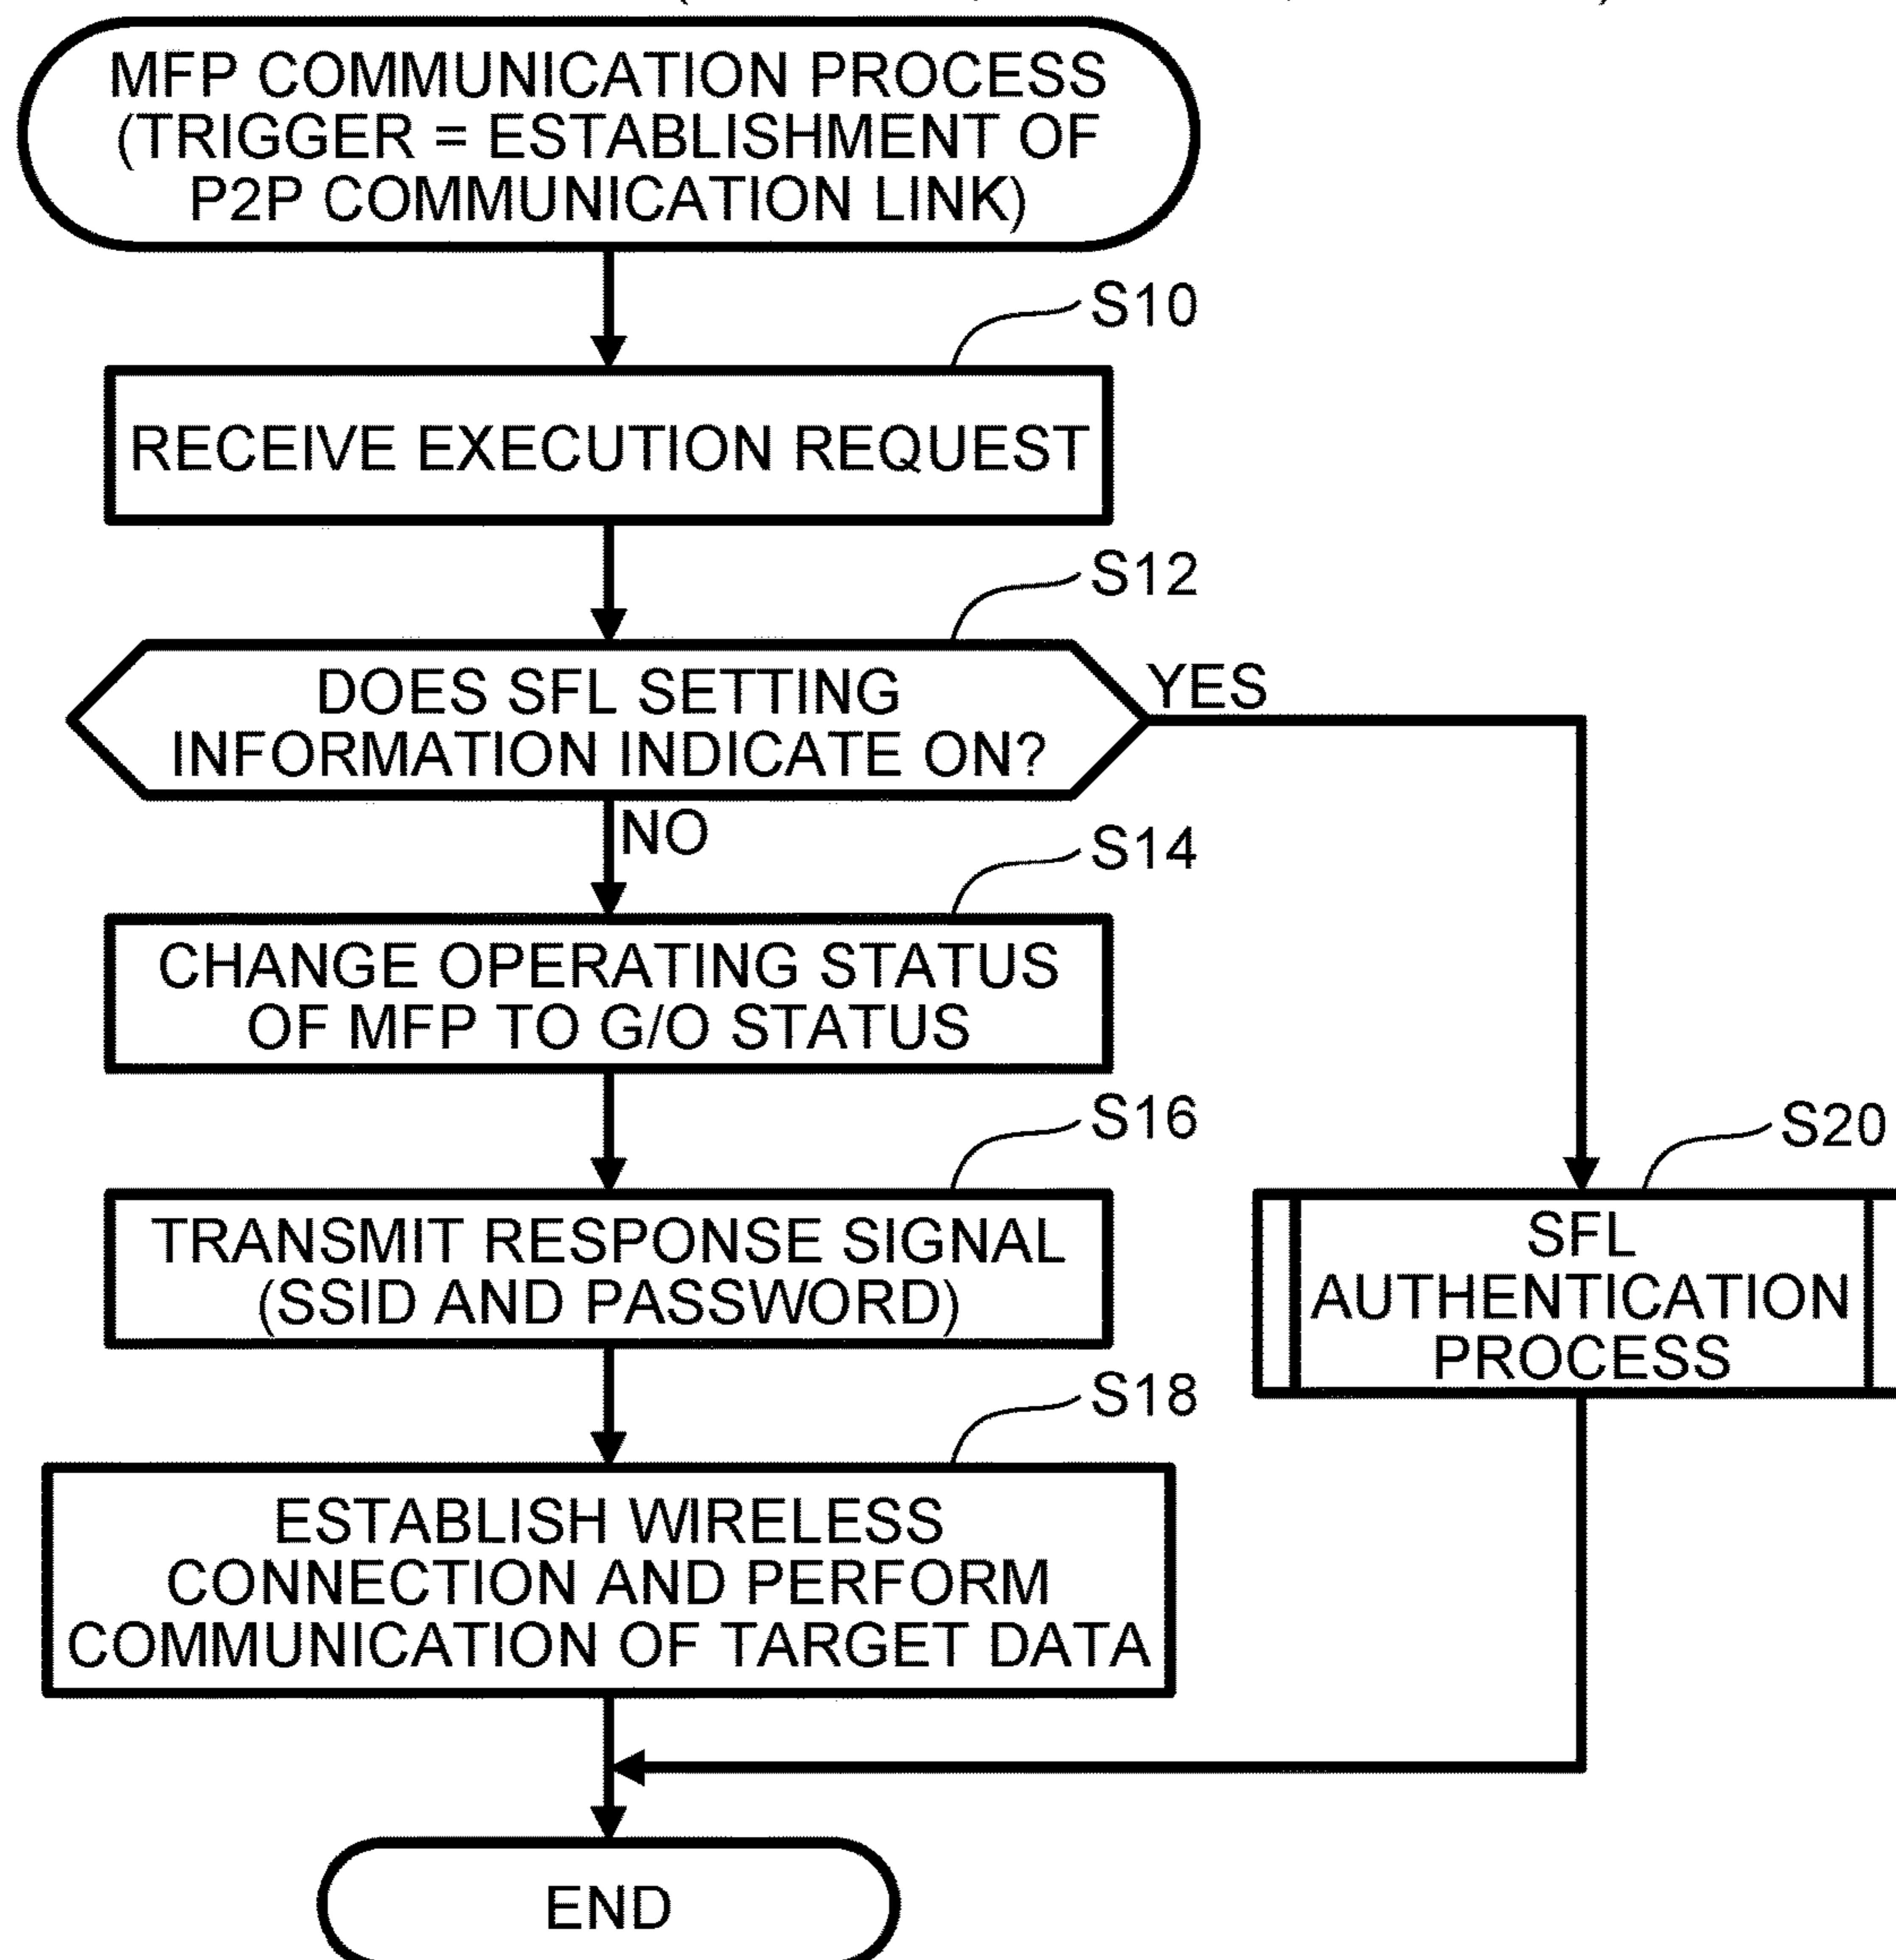 MFP COMMUNICATION PROCESS
(TRIGGER = ESTABLISHMENT OF
P2P COMMUNICATION LINK)
S10
RECEIVE EXECUTION REQUEST
S12
DOES SFL SETTING
INFORMATION INDICATE ON?
YES
NO
S14
CHANGE OPERATING STATUS
OF MFP TO G/O STATUS
S16
TRANSMIT RESPONSE SIGNAL
(SSID AND PASSWORD)
S20
SFL
AUTHENTICATION
PROCESS
S18
ESTABLISH WIRELESS
CONNECTION AND PERFORM
COMMUNICATION OF TARGET DATA
END